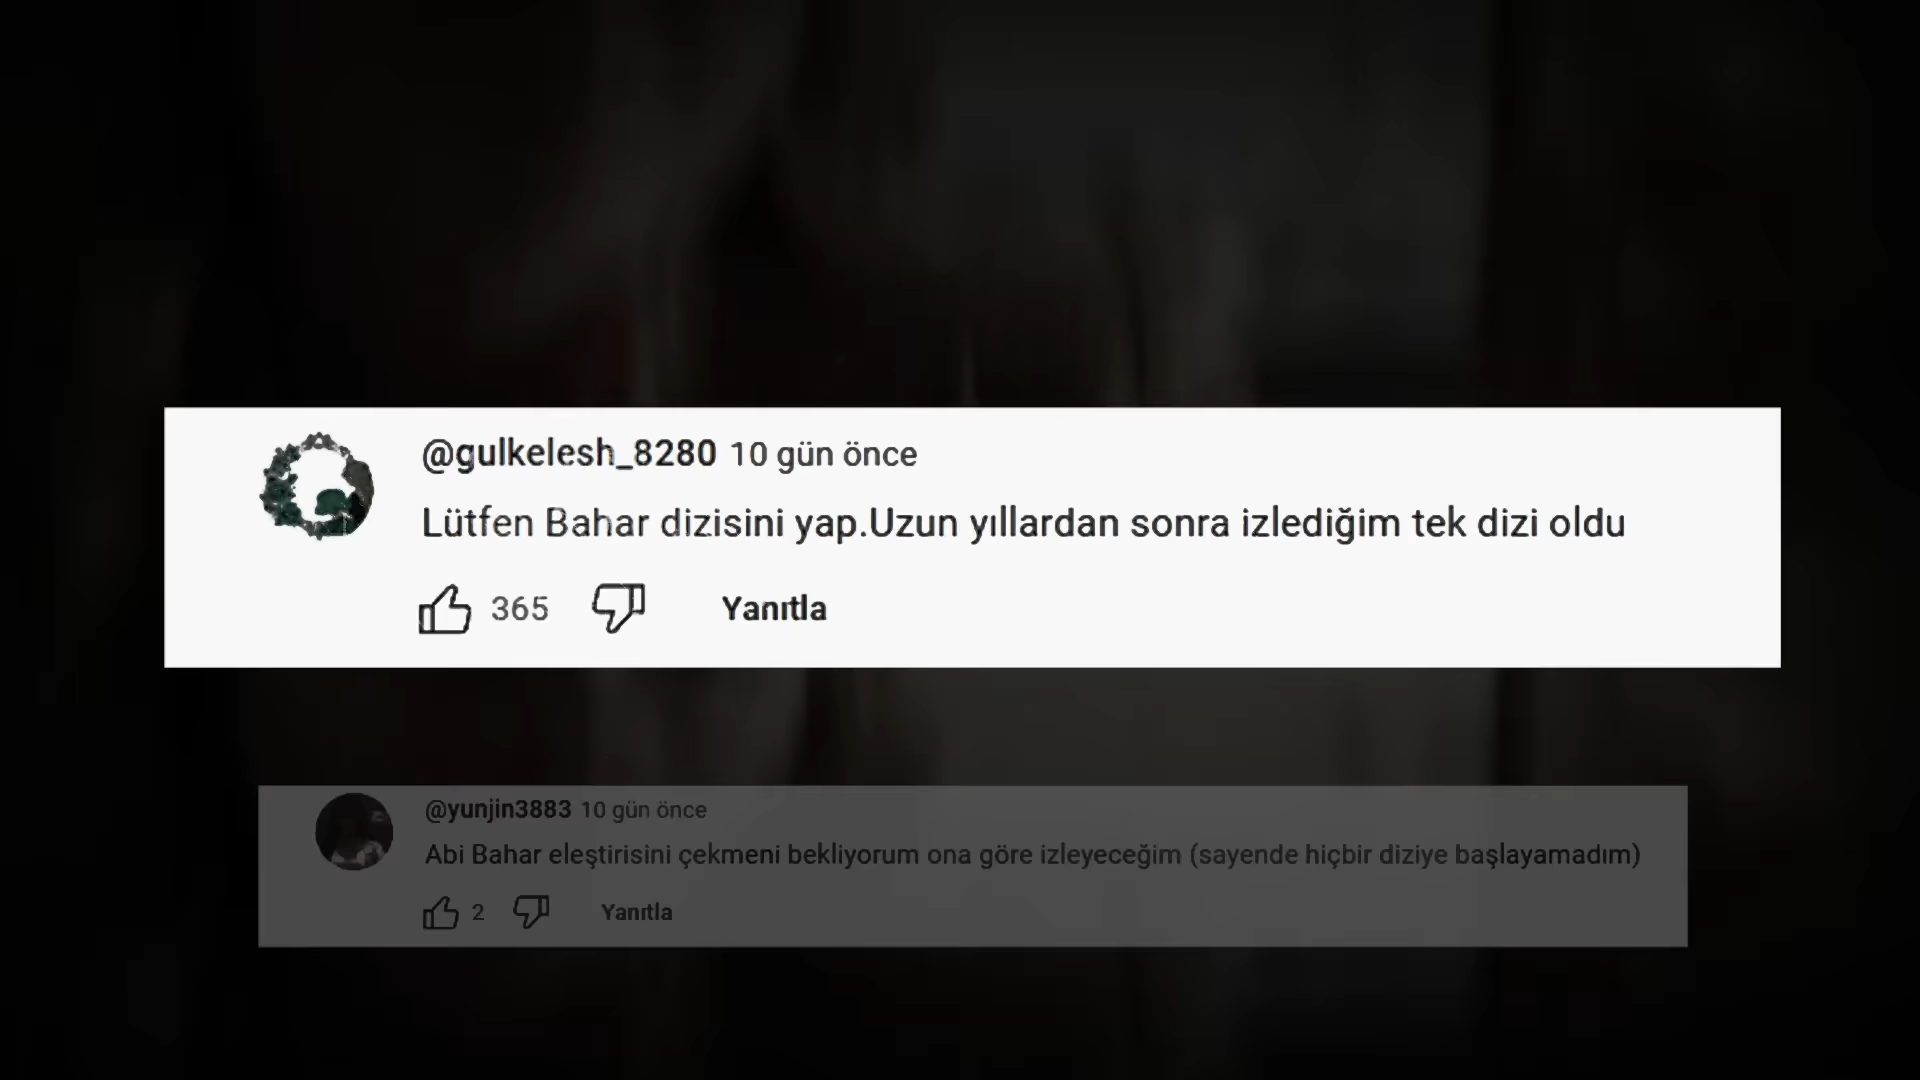 @gulkelesh_8280 10 gün önce
Lütfen Bahar dizisini yap.Uzun yıllardan sonra izlediğim tek dizi oldu
365 Yanıtla
@yunjin3883 10 gün önce
Abi Bahar eleştirisini çekmeni bekliyorum ona göre izleyeceğim (sayende hiçbir diziye başlayamadım)
2 Yanıtla